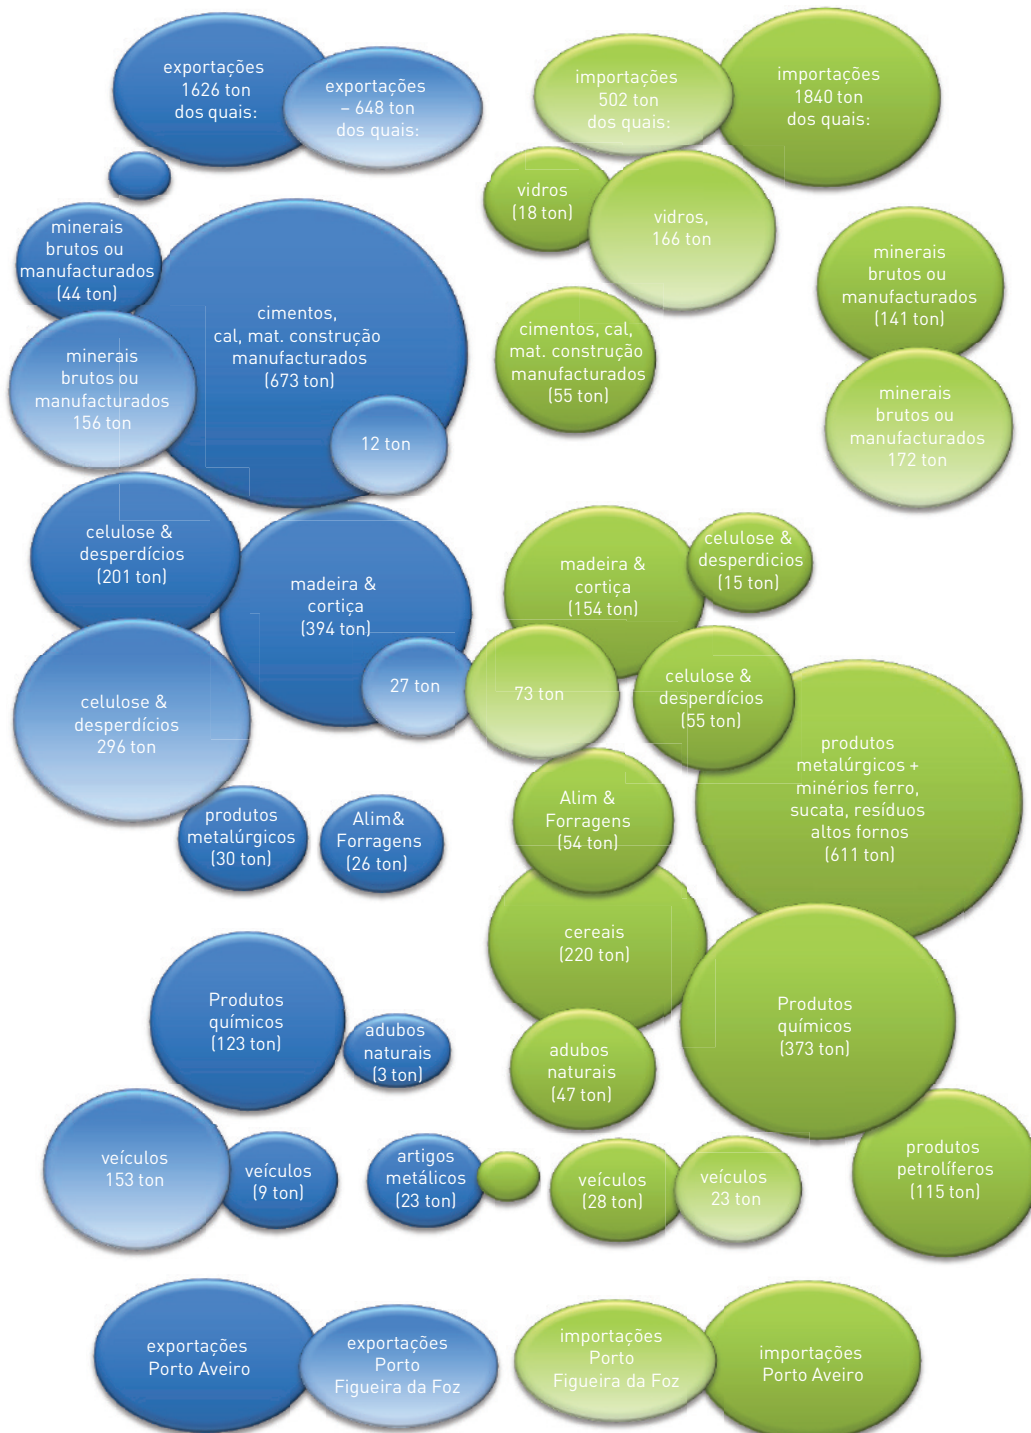 exportações
1626 ton
dos quais:
exportações
– 648 ton
dos quais:
importações
502 ton
dos quais:
importações
1840 ton
dos quais:
vidros
(18 ton)
vidros,
166 ton
minerais
brutos ou
manufacturados
(44 ton)
minerais
brutos ou
manufacturados
156 ton
cimentos,
cal, mat. construção
manufacturados
(673 ton)
12 ton
cimentos, cal,
mat. construção
manufacturados
(55 ton)
minerais
brutos ou
manufacturados
(141 ton)
minerais
brutos ou
manufacturados
172 ton
celulose &
desperdícios
(201 ton)
madeira &
cortiça
(394 ton)
27 ton
celulose &
desperdícios
296 ton
madeira &
cortiça
(154 ton)
celulose &
desperdicios
(15 ton)
73 ton
celulose &
desperdícios
(55 ton)
produtos
metalúrgicos +
minérios ferro,
sucata, resíduos
altos fornos
(611 ton)
produtos
metalúrgicos
(30 ton)
Alim&
Forragens
(26 ton)
Alim &
Forragens
(54 ton)
cereais
(220 ton)
Produtos
químicos
(123 ton)
adubos
naturais
(3 ton)
adubos
naturais
(47 ton)
Produtos
químicos
(373 ton)
veículos
153 ton
veículos
(9 ton)
artigos
metálicos
(23 ton)
veículos
(28 ton)
veículos
23 ton
produtos
petrolíferos
(115 ton)
exportações
Porto Aveiro
exportações
Porto
Figueira da Foz
importações
Porto
Figueira da Foz
importações
Porto Aveiro